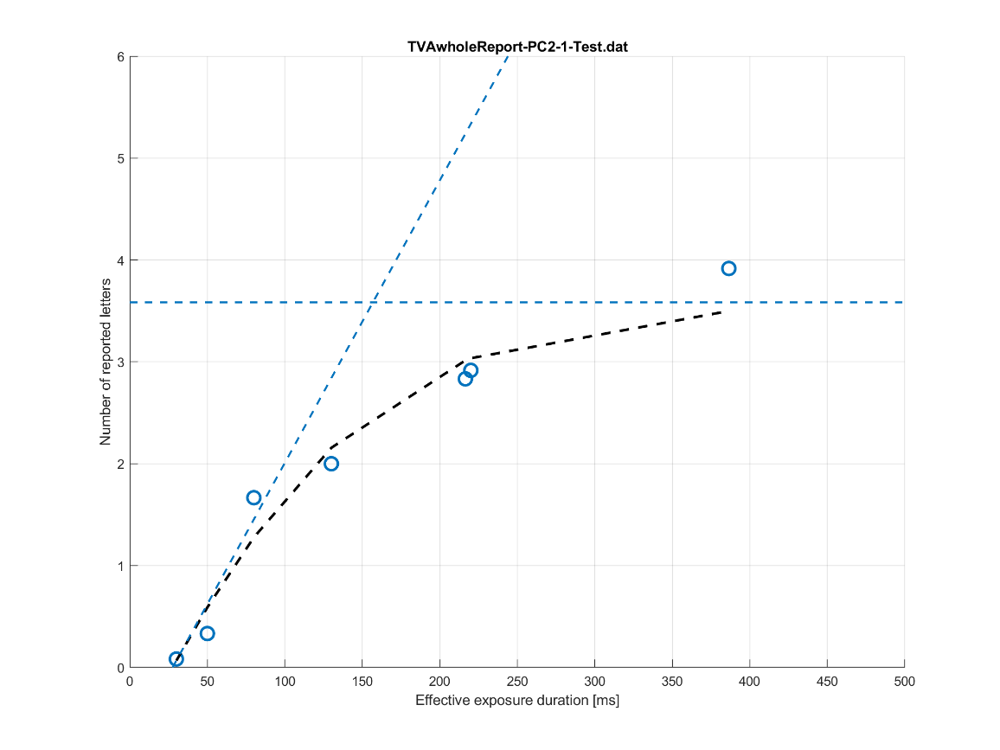 TVAwholeReport-PC2-1-Test.dat
6
5
4
3
2
1
0
Number of reported letters
0 50 100 150 200 250 300 350 400 450 500
Effective exposure duration [ms]